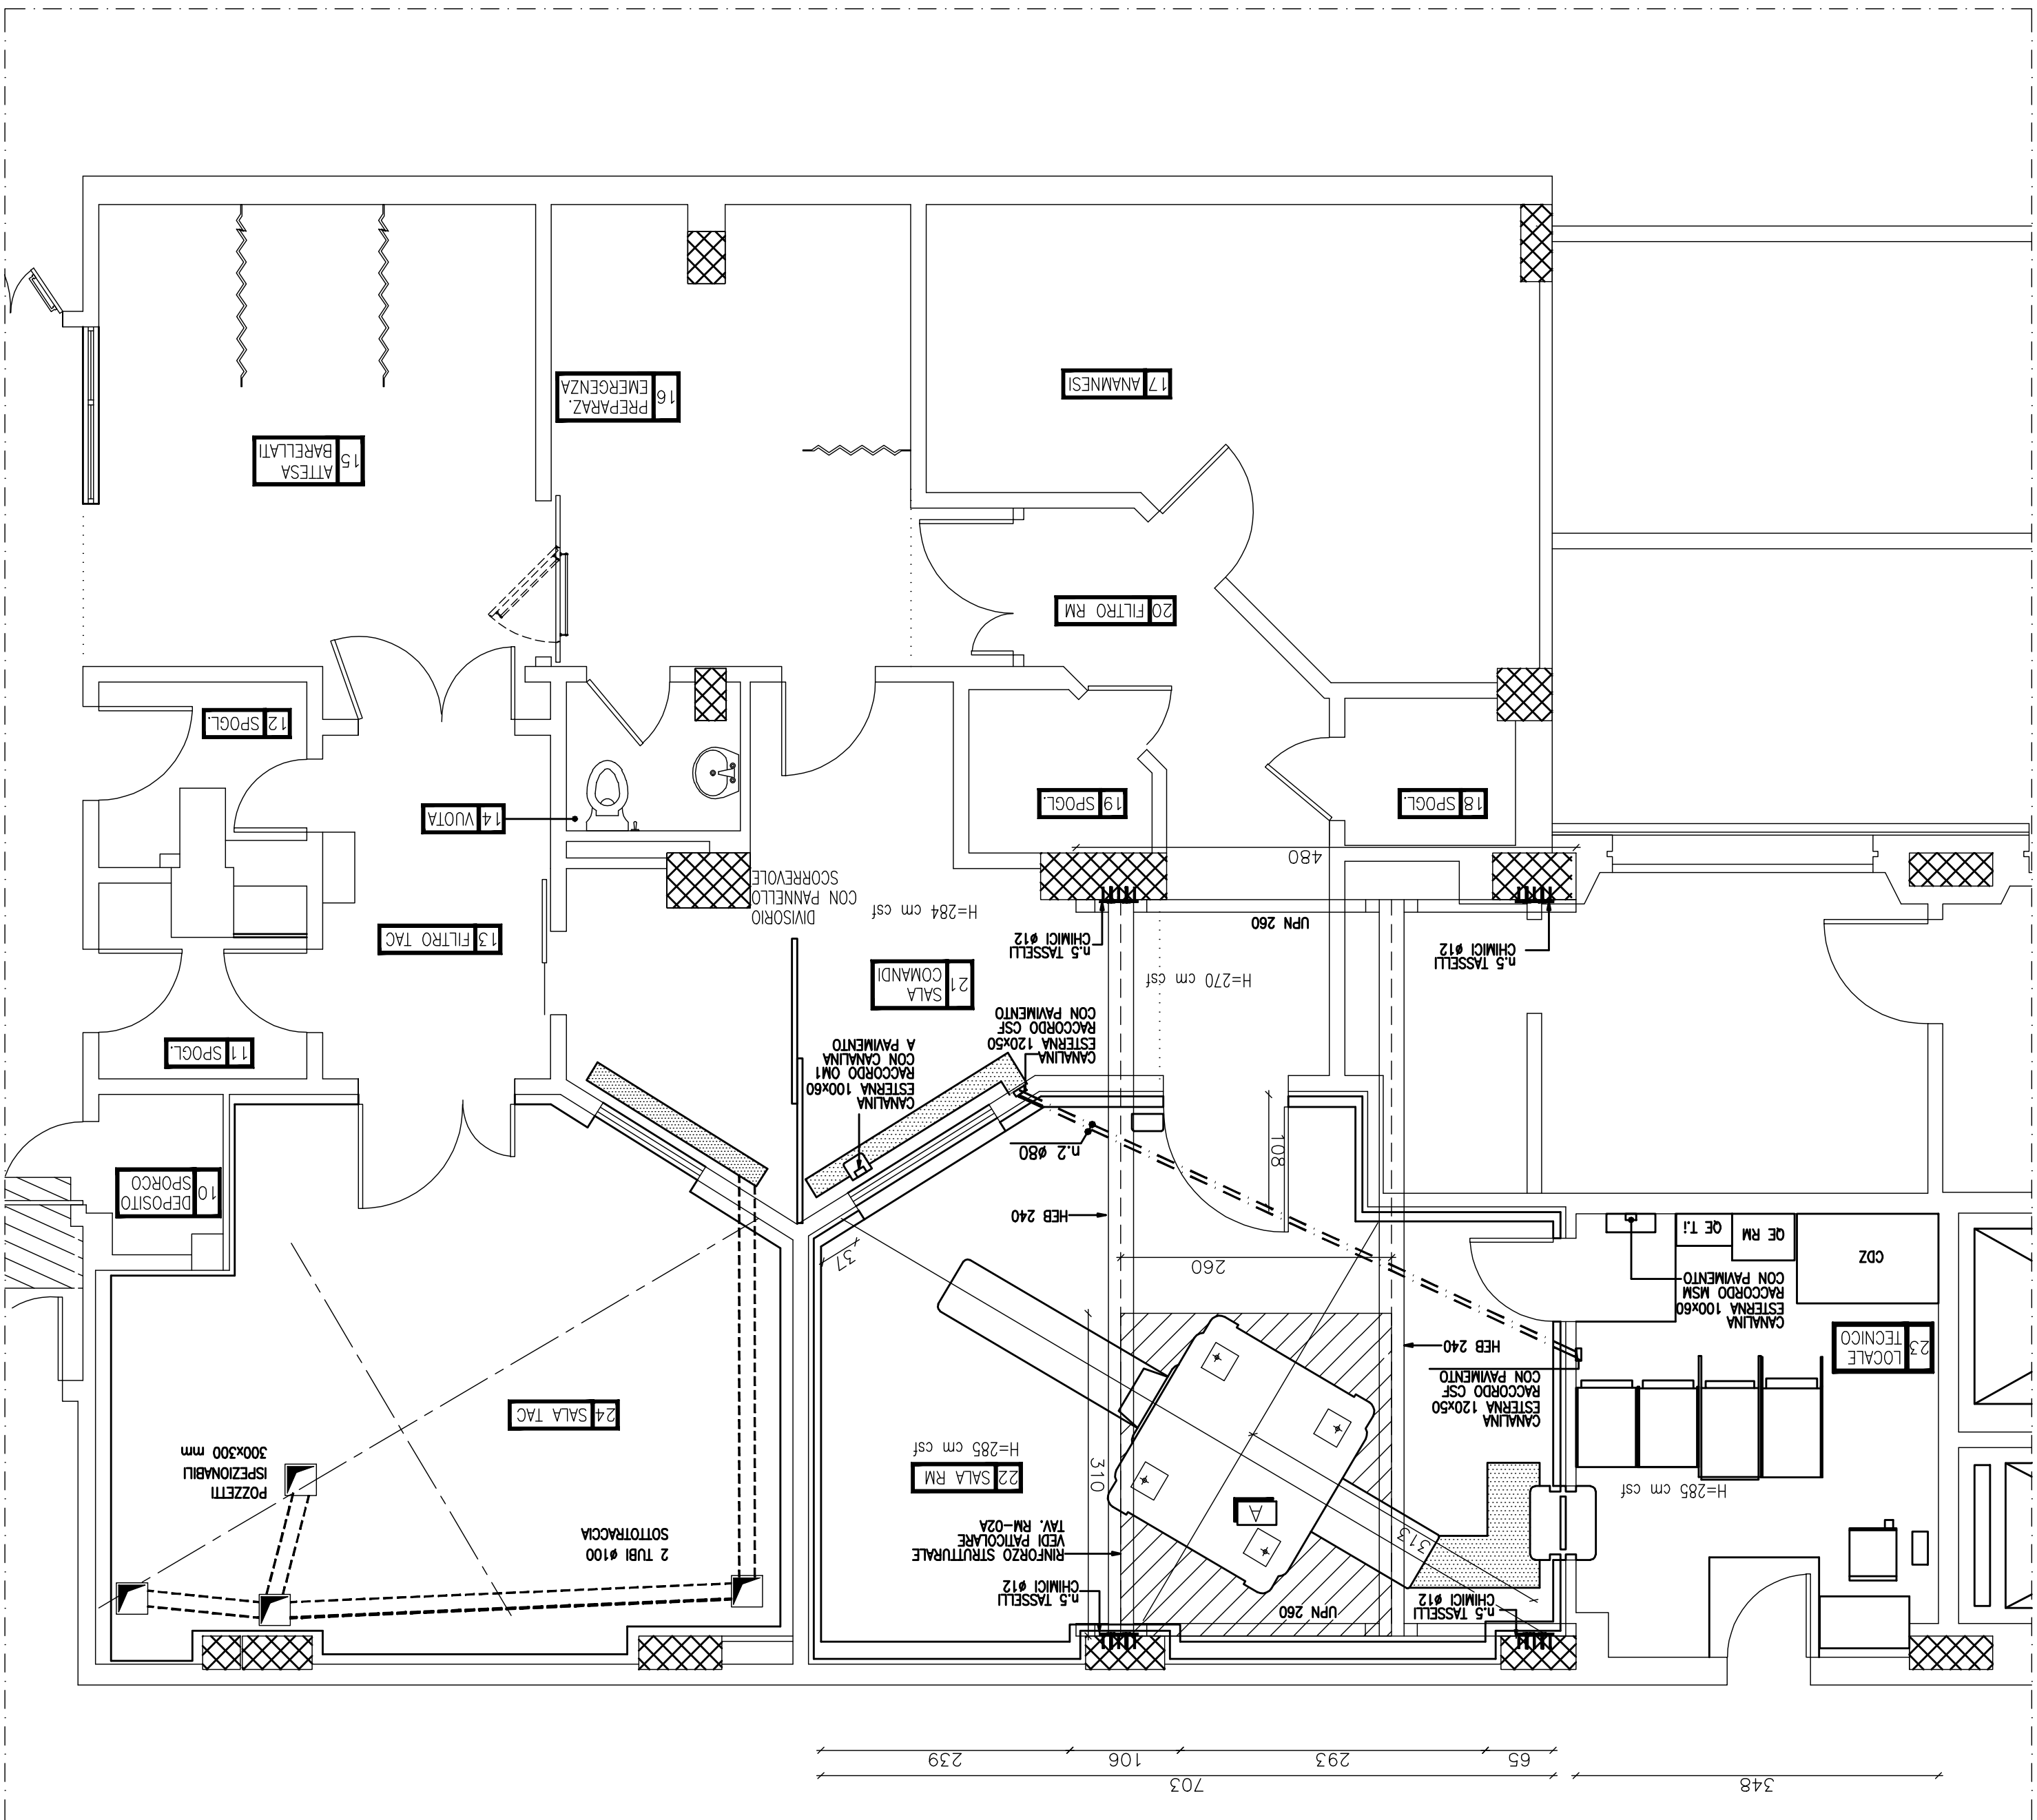 348
703
65
293
106
239
n.5 TASSELLI
CHIMICI ø12
UPN 260
n.5 TASSELLI
CHIMICI ø12
RINFORZO STRUTTURALE
VEDI PATICOLARE
TAV. RM-02A
2 TUBI ø100
SOTTOTRACCIA
POZZETTI
ISPEZIONABILI
300x300 mm
313
A
310
H=285 cm csf
22 SALA RM
H=285 cm csf
24 SALA TAC
CANALINA
ESTERNA 120x50
RACCORDO CSF
CON PAVIMENTO
HEB 240
23 LOCALE
TECNICO
CANALINA
ESTERNA 100x60
RACCORDO MSM
CON PAVIMENTO
CDZ
QE RM
QE T.i
260
37
HEB 240
10 DEPOSITO
SPORCO
108
n.2 ø80
CANALINA
ESTERNA 120x50
RACCORDO CSF
CON PAVIMENTO
CANALINA
ESTERNA 100x60
RACCORDO OM1
CON CANALINA
A PAVIMENTO
11 SPOGL.
21 SALA
COMANDI
H=270 cm csf
n.5 TASSELLI
CHIMICI ø12
n.5 TASSELLI
CHIMICI ø12
UPN 260
13 FILTRO TAC
H=284 cm csf
DIVISORIO
CON PANNELLO
SCORREVOLE
480
14 VUOTA
18 SPOGL.
19 SPOGL.
12 SPOGL.
20 FILTRO RM
15 ATTESA
BARELLATI
16 PREPARAZ.
EMERGENZA
17 ANAMNESI